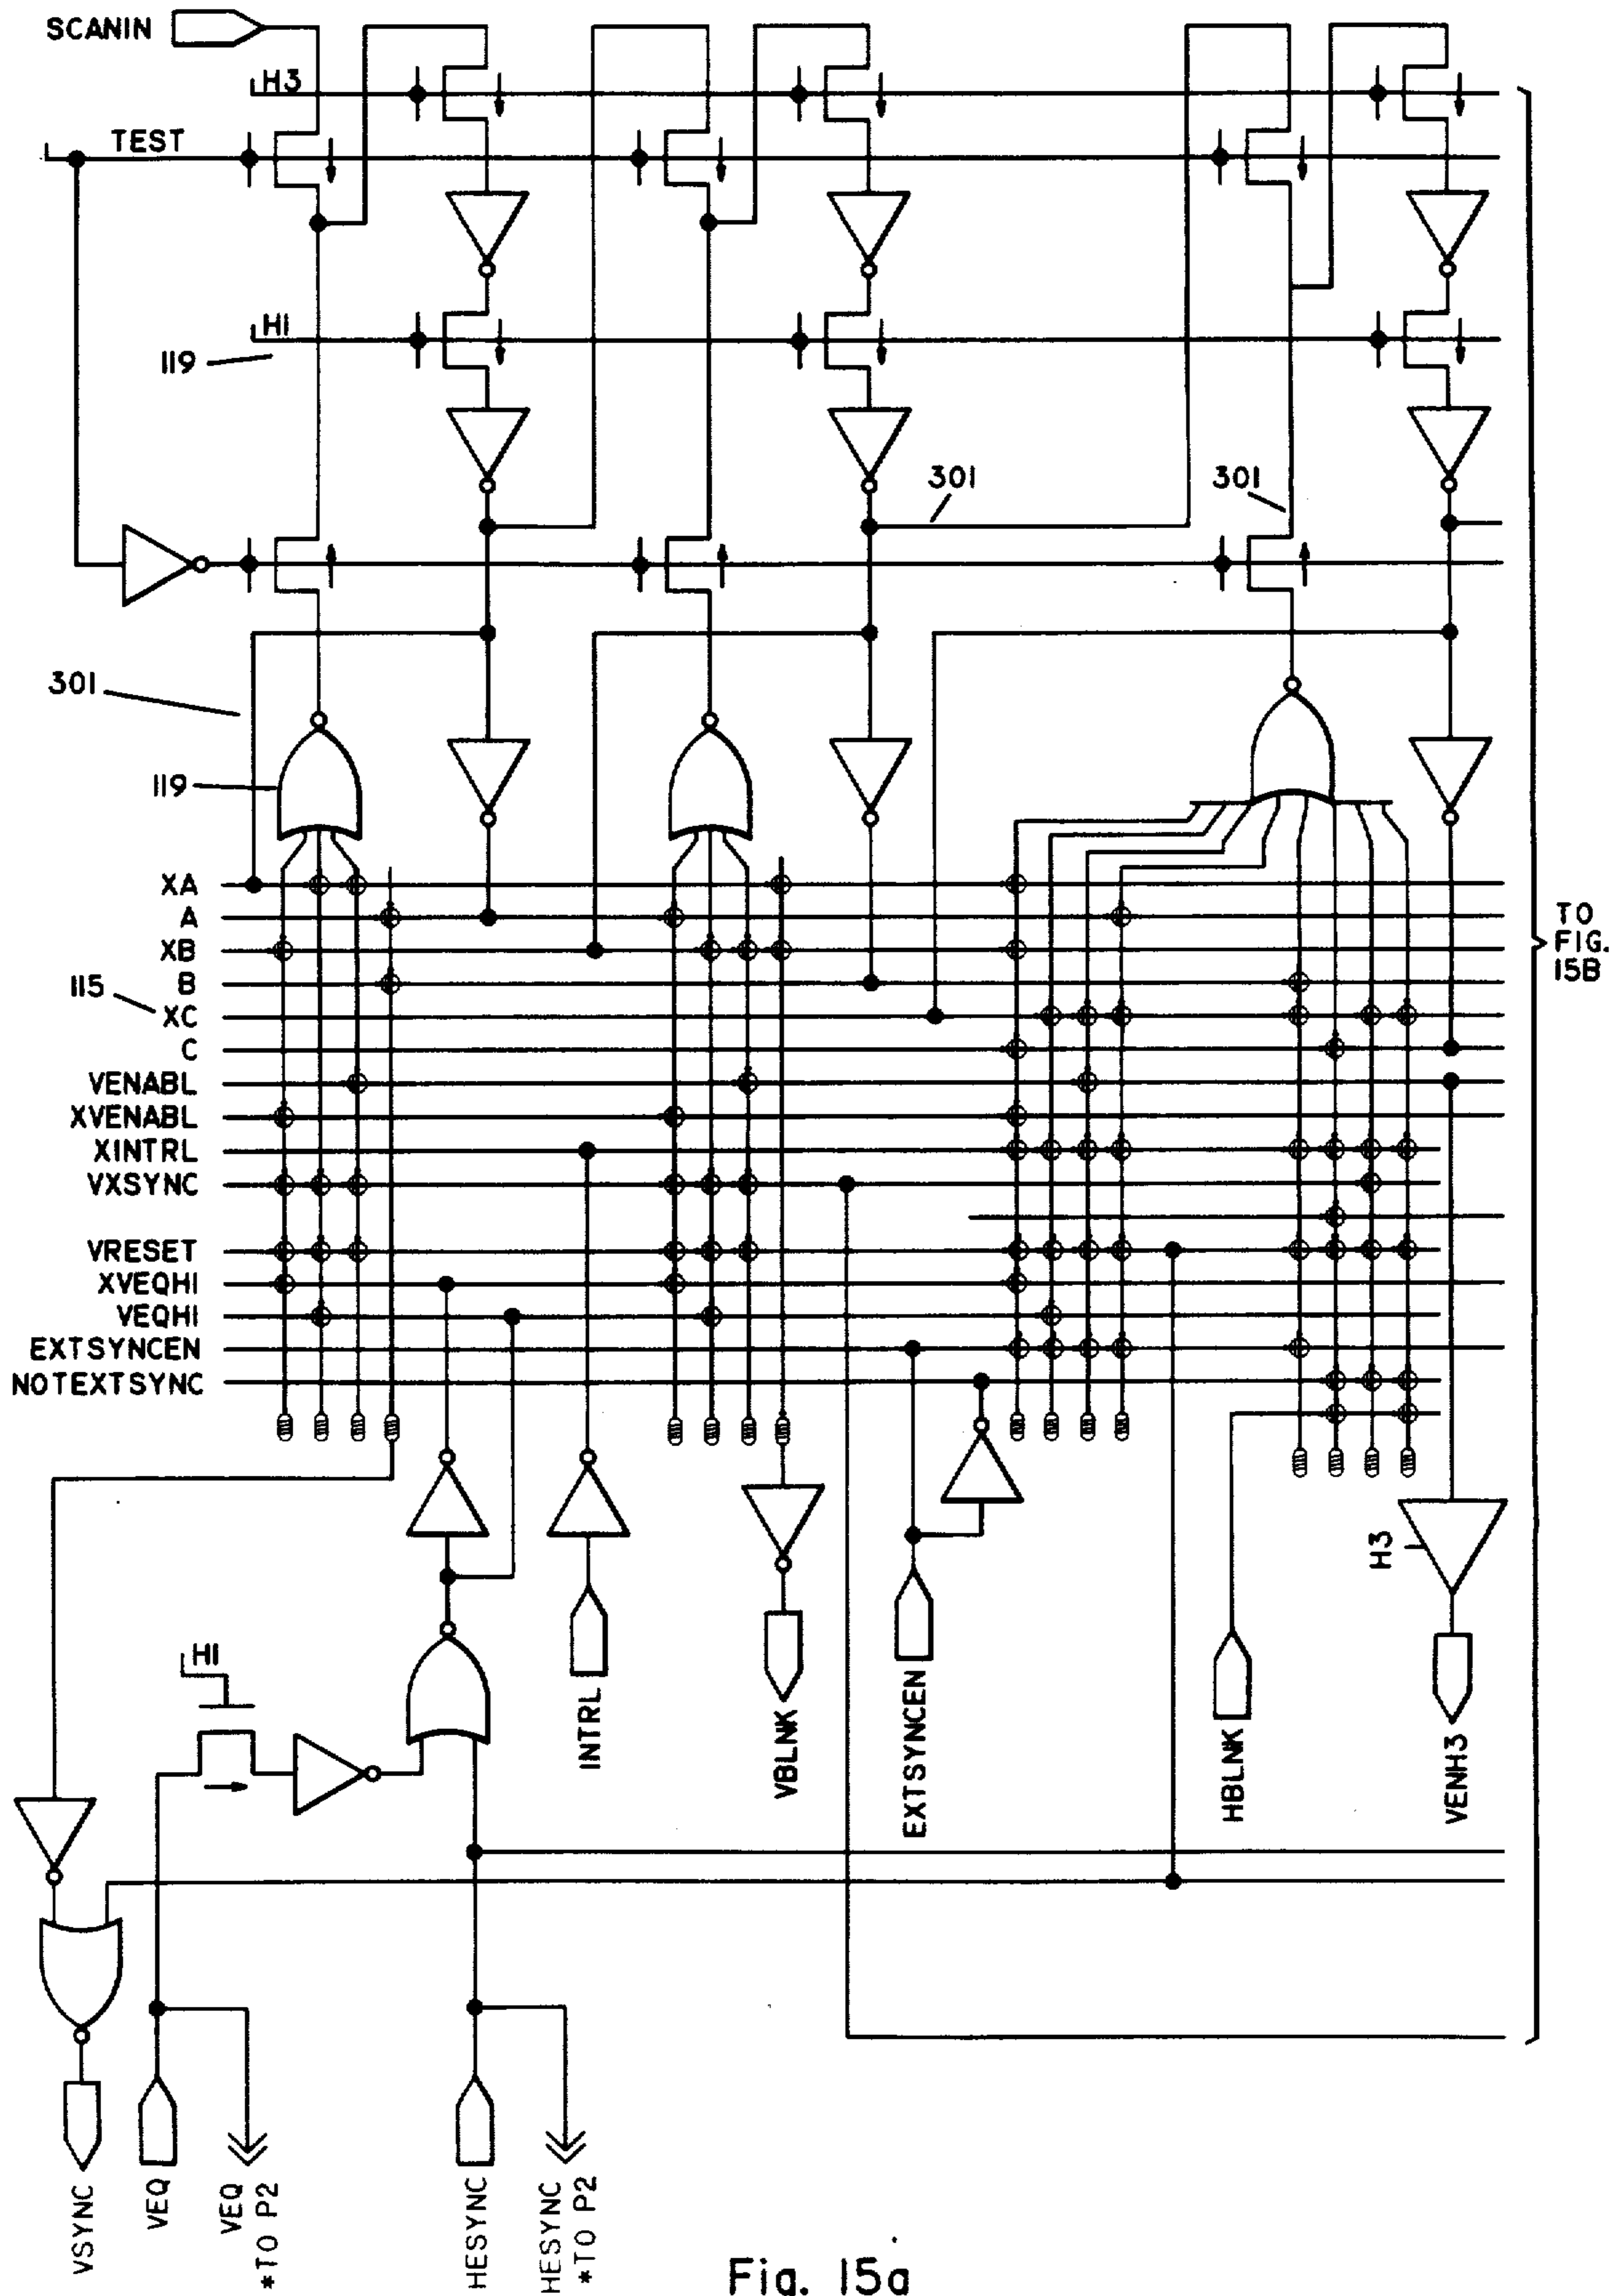 SCANIN
H3
TEST
H1
119
301
301
301
119
XA
A
XB
B
115
XC
C
VENABL
XVENABL
XINTRL
VXSYNC
VRESET
XVEQHI
VEQHI
EXTSYNCEN
NOTEXTSYNC
TO
FIG.
15B
H3
H1
INTRL
VBLNK
EXTSYNCEN
HBLNK
VENH3
VSYNC
VEQ
VEQ
*TO P2
HESYNC
HESYNC
*TO P2
Fig. 15a